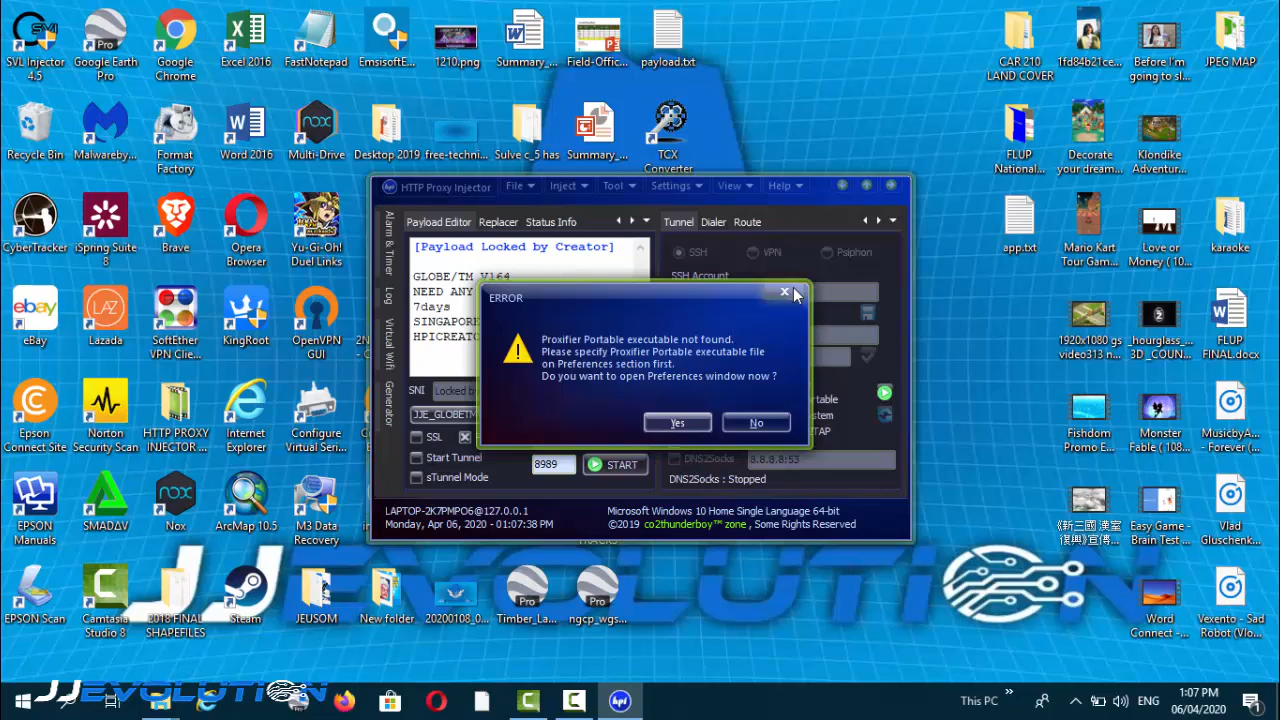 SVL Injector
4.5
Google Earth
Pro
Google
Chrome
Excel 2016
FastNotepad
EmsisoftE...
1210.png
Summary_...
Field-Offic...
payload.txt
CAR 210
LAND COVER
1fd84b21ce...
Before I'm
going to sl...
JPEG MAP
Recycle Bin
Malwareby...
Format
Factory
Word 2016
Multi-Drive
Desktop 2019
free-techni...
Sulve c_5 has
Summary_...
TCX
Converter
FLUP
National...
Decorate
your dream...
Klondike
Adventur...
CyberTracker
iSpring Suite
8
Brave
Opera
Browser
Yu-Gi-Oh!
Duel Links
app.txt
Mario Kart
Tour Gam...
Love or
Money ( 10...
karaoke
eBay
Lazada
SoftEther
VPN Clie...
KingRoot
OpenVPN
GUI
1920x1080 gs
video313 n...
_hourglass_
3D_COUN...
FLUP
FINAL.docx
Epson
Connect Site
Norton
Security Scan
HTTP PROXY
INJECTOR ...
Internet
Explorer
Configure
Virtual Seri...
Fishdom
Promo E...
Monster
Fable ( 108...
MusicbyA...
- Forever (...
EPSON
Manuals
SMADAV
Nox
ArcMap 10.5
M3 Data
Recovery
《新三國漢室
復興》宣傳...
Easy Game -
Brain Test ...
Vlad
Gluschenk...
EPSON Scan
Camtasia
Studio 8
2018 FINAL
SHAPEFILES
Steam
JEUSOM
New folder
20200108_0...
Timber_La...
ngcp_wgs...
Word
Connect -...
Vexento - Sad
Robot (Vlo...
HTTP Proxy Injector
File
Inject
Tool
Settings
View
Help
Alarm & Timer
Log
Virtual Wifi
Generator
Payload Editor
Replacer
Status Info
Tunnel
Dialer
Route
[Payload Locked by Creator]
GLOBE/TM V164
NEED ANY
7days
SINGAPORE
HPICREATO
SSH
VPN
Psiphon
SSH Account
ERROR
X
Proxifier Portable executable not found.
Please specify Proxifier Portable executable file
on Preferences section first.
Do you want to open Preferences window now ?
Yes
No
SNI
Locked b
JJE_GLOBETM
SSL
Start Tunnel
sTunnel Mode
8989
START
DNS2Socks
8.8.8.8:53
DNS2Socks : Stopped
LAPTOP-2K7PMPO6@127.0.0.1
Monday, Apr 06, 2020 - 01:07:38 PM
Microsoft Windows 10 Home Single Language 64-bit
©2019 co2thunderboy™ zone , Some Rights Reserved
JJEVOLUTION
JJEVOLUTION
This PC
ENG
1:07 PM
06/04/2020
1